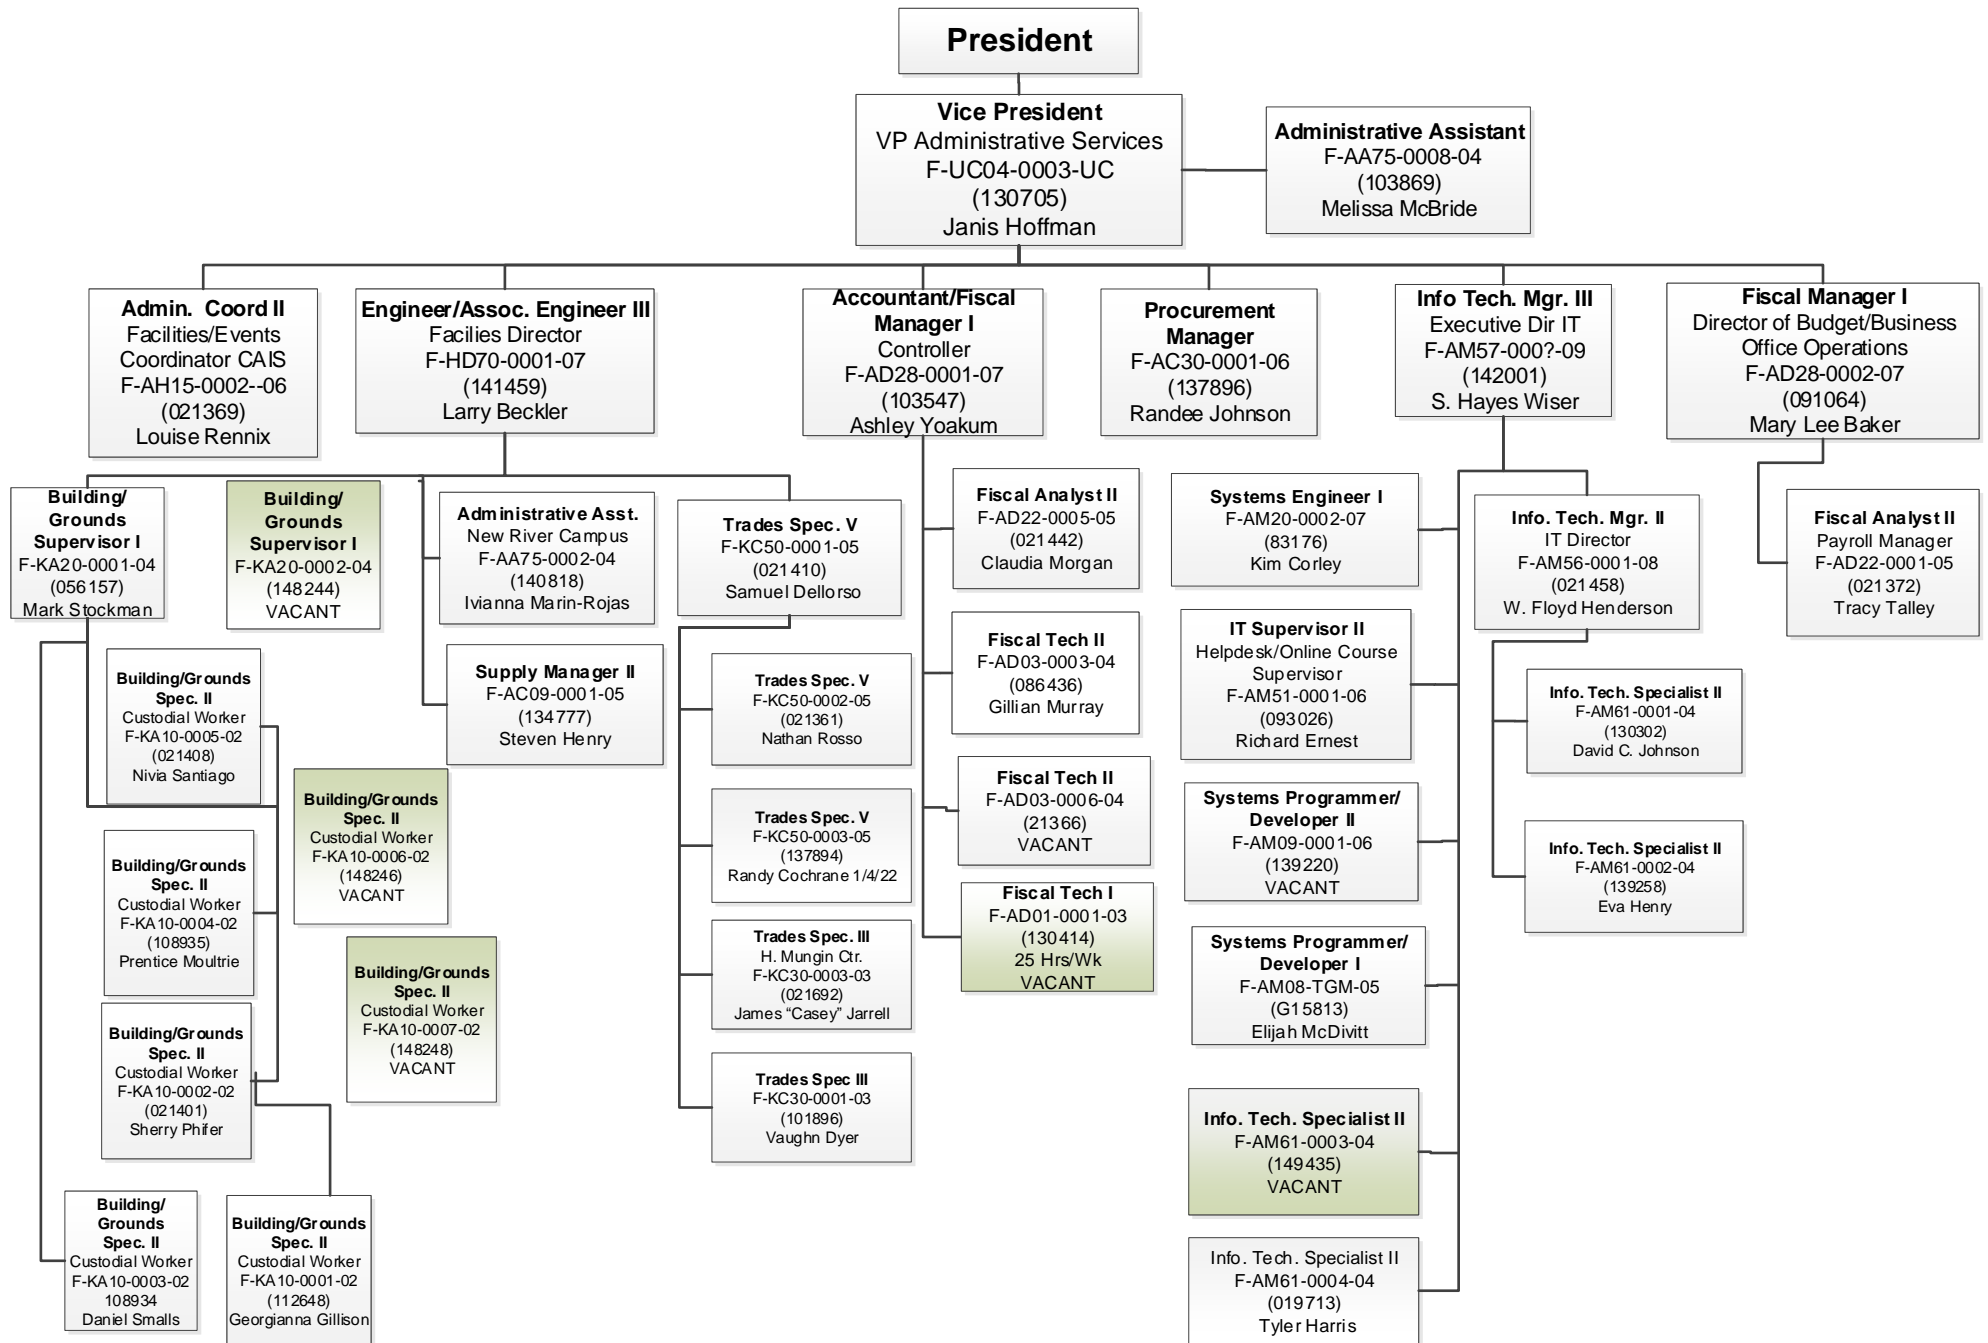 President
Vice President
VP Administrative Services
F-UC04-0003-UC
(130705)
Janis Hoffman
Administrative Assistant
F-AA75-0008-04
(103869)
Melissa McBride
Admin. Coord II
Facilities/Events
Coordinator CAIS
F-AH15-0002--06
(021369)
Louise Rennix
Engineer/Assoc. Engineer III
Facilies Director
F-HD70-0001-07
(141459)
Larry Beckler
Accountant/Fiscal
Manager I
Controller
F-AD28-0001-07
(103547)
Ashley Yoakum
Procurement
Manager
F-AC30-0001-06
(137896)
Randee Johnson
Info Tech. Mgr. III
Executive Dir IT
F-AM57-000?-09
(142001)
S. Hayes Wiser
Fiscal Manager I
Director of Budget/Business
Office Operations
F-AD28-0002-07
(091064)
Mary Lee Baker
Building/
Grounds
Supervisor I
F-KA20-0001-04
(056157)
Mark Stockman
Building/
Grounds
Supervisor I
F-KA20-0002-04
(148244)
VACANT
Administrative Asst.
New River Campus
F-AA75-0002-04
(140818)
Ivianna Marin-Rojas
Supply Manager II
F-AC09-0001-05
(134777)
Steven Henry
Trades Spec. V
F-KC50-0001-05
(021410)
Samuel Dellorso
Fiscal Analyst II
F-AD22-0005-05
(021442)
Claudia Morgan
Systems Engineer I
F-AM20-0002-07
(83176)
Kim Corley
Info. Tech. Mgr. II
IT Director
F-AM56-0001-08
(021458)
W. Floyd Henderson
Fiscal Analyst II
Payroll Manager
F-AD22-0001-05
(021372)
Tracy Talley
Building/Grounds
Spec. II
Custodial Worker
F-KA10-0005-02
(021408)
Nivia Santiago
Building/Grounds
Spec. II
Custodial Worker
F-KA10-0006-02
(148246)
VACANT
Building/Grounds
Spec. II
Custodial Worker
F-KA10-0004-02
(108935)
Prentice Moultrie
Building/Grounds
Spec. II
Custodial Worker
F-KA10-0007-02
(148248)
VACANT
Building/Grounds
Spec. II
Custodial Worker
F-KA10-0002-02
(021401)
Sherry Phifer
Building/
Grounds
Spec. II
Custodial Worker
F-KA10-0003-02
108934
Daniel Smalls
Building/Grounds
Spec. II
Custodial Worker
F-KA10-0001-02
(112648)
Georgianna Gillison
Trades Spec. V
F-KC50-0002-05
(021361)
Nathan Rosso
Trades Spec. V
F-KC50-0003-05
(137894)
Randy Cochrane 1/4/22
Trades Spec. III
H. Mungin Ctr.
F-KC30-0003-03
(021692)
James “Casey” Jarrell
Trades Spec III
F-KC30-0001-03
(101896)
Vaughn Dyer
Fiscal Tech II
F-AD03-0003-04
(086436)
Gillian Murray
Fiscal Tech II
F-AD03-0006-04
(21366)
VACANT
Fiscal Tech I
F-AD01-0001-03
(130414)
25 Hrs/Wk
VACANT
IT Supervisor II
Helpdesk/Online Course
Supervisor
F-AM51-0001-06
(093026)
Richard Ernest
Systems Programmer/
Developer II
F-AM09-0001-06
(139220)
VACANT
Systems Programmer/
Developer I
F-AM08-TGM-05
(G15813)
Elijah McDivitt
Info. Tech. Specialist II
F-AM61-0003-04
(149435)
VACANT
Info. Tech. Specialist II
F-AM61-0004-04
(019713)
Tyler Harris
Info. Tech. Specialist II
F-AM61-0001-04
(130302)
David C. Johnson
Info. Tech. Specialist II
F-AM61-0002-04
(139258)
Eva Henry